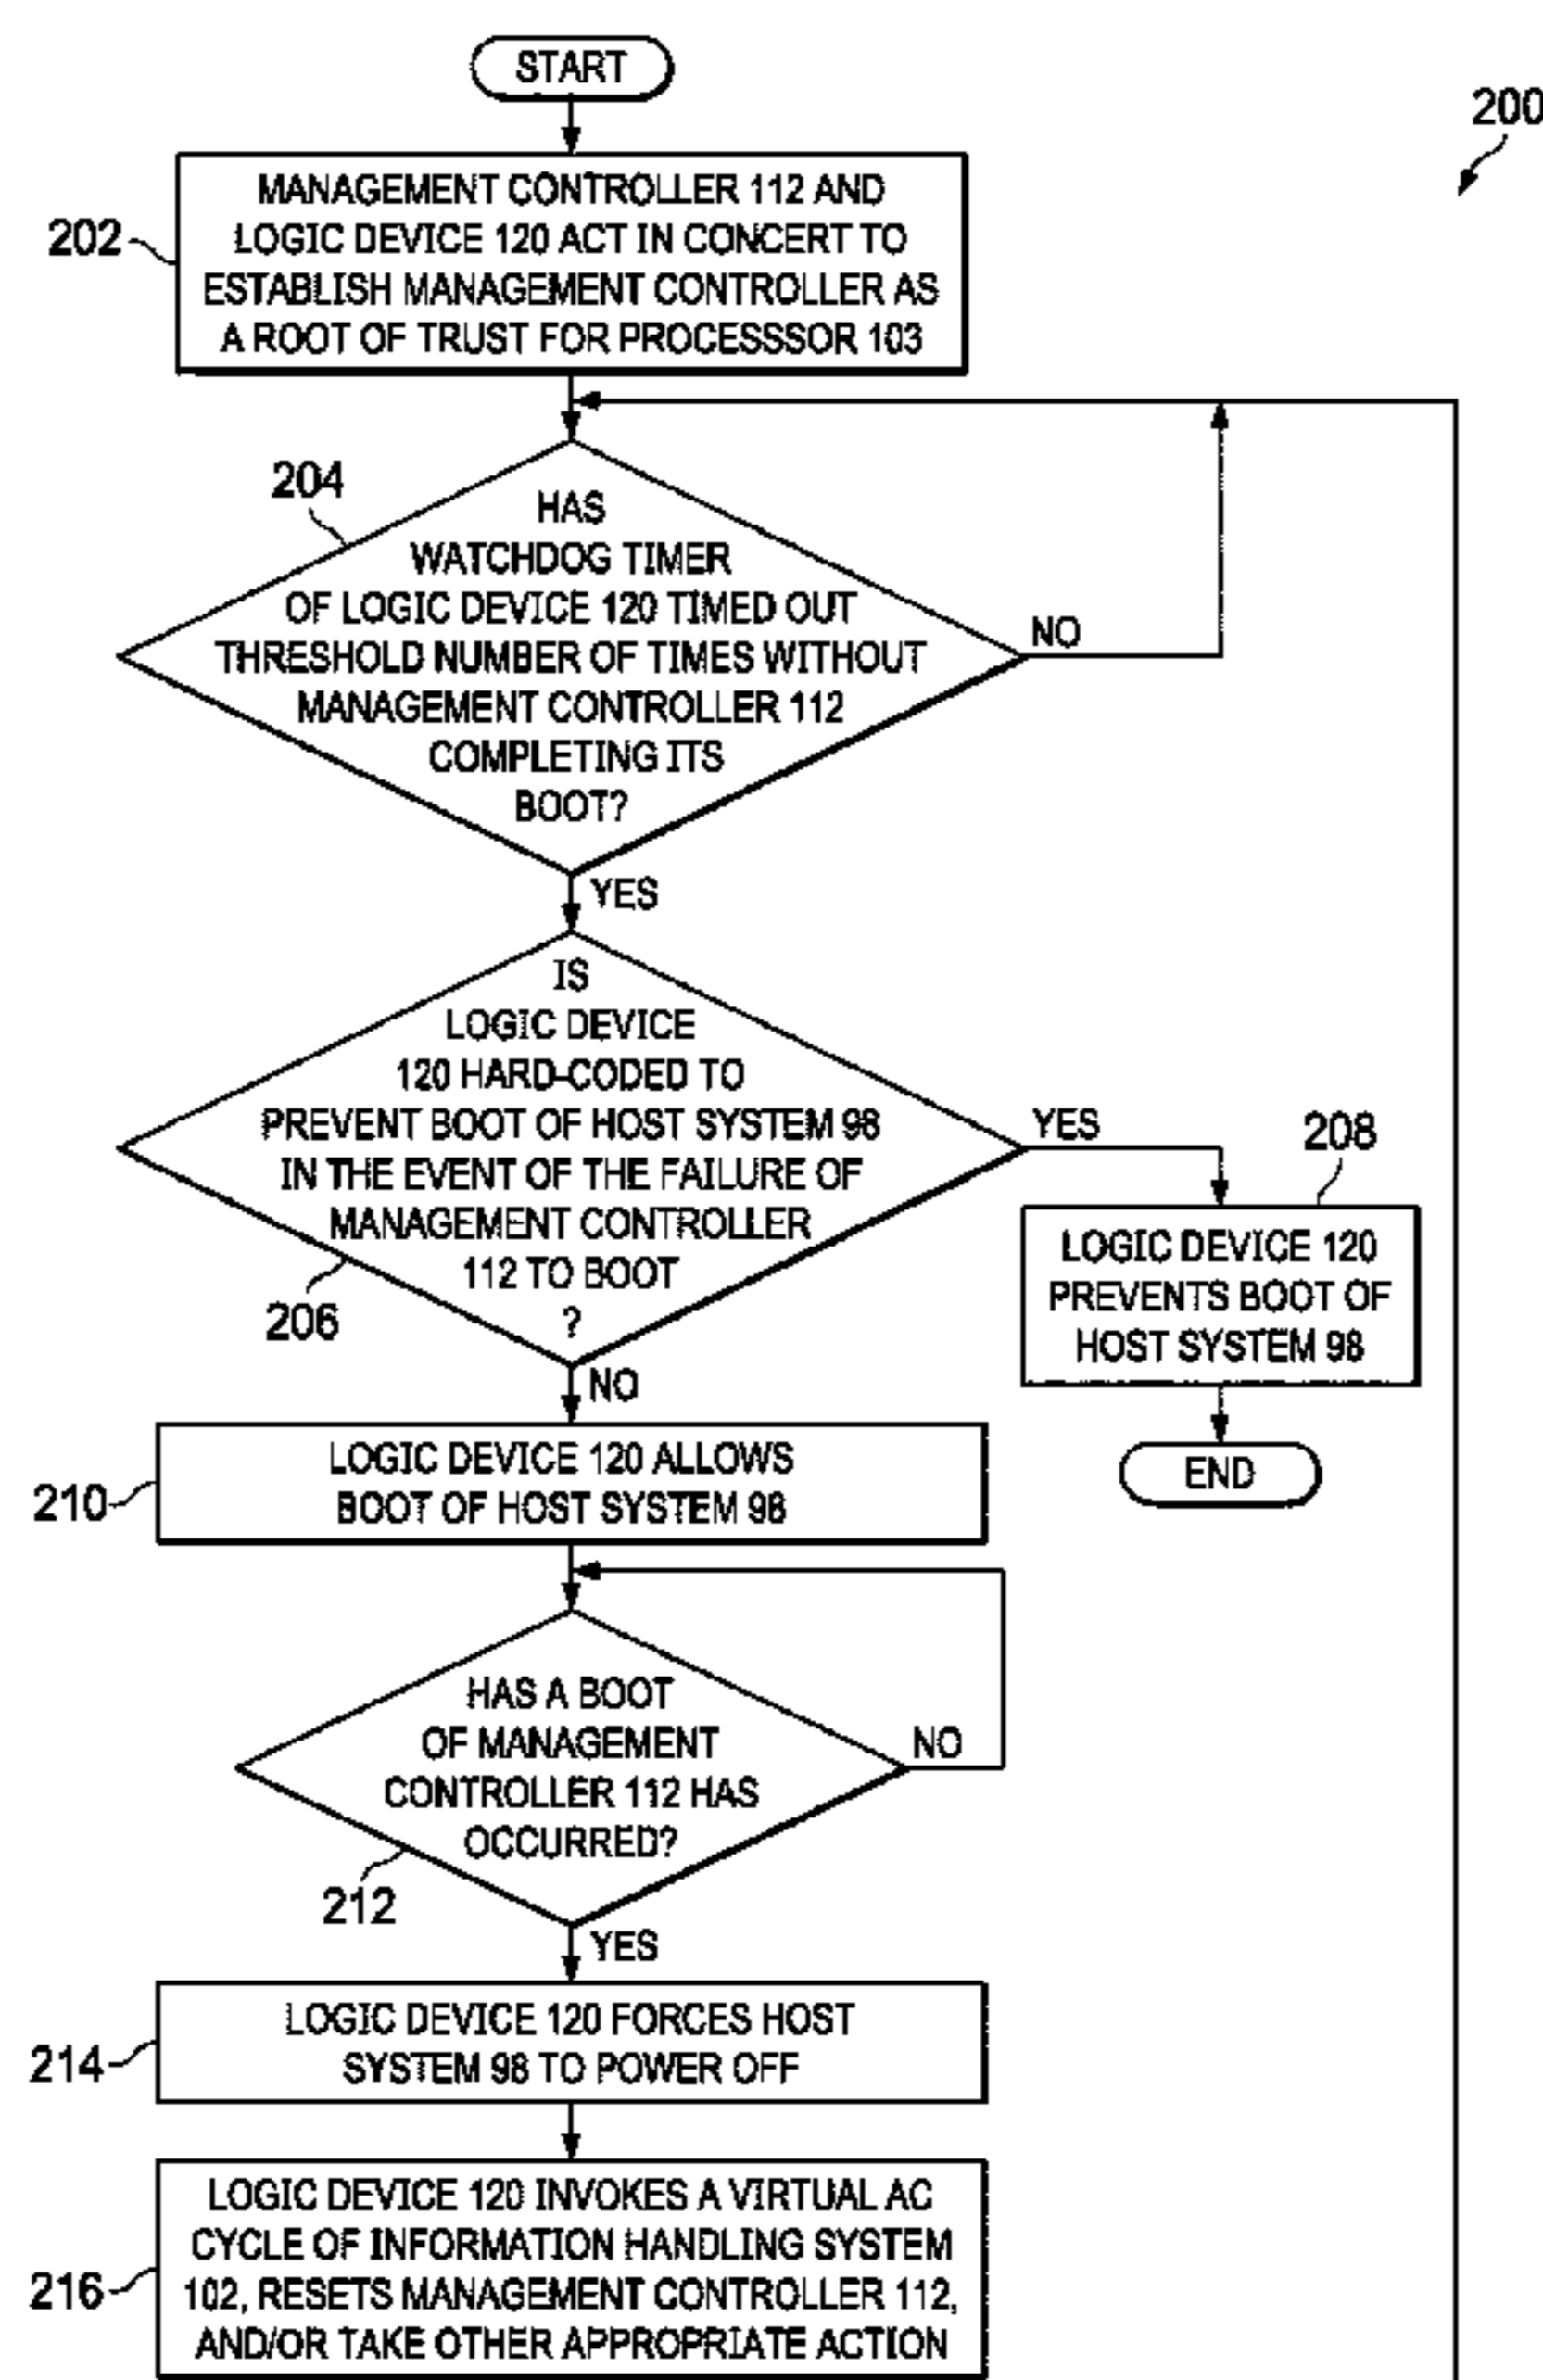 START
200
202
MANAGEMENT CONTROLLER 112 AND
LOGIC DEVICE 120 ACT IN CONCERT TO
ESTABLISH MANAGEMENT CONTROLLER AS
A ROOT OF TRUST FOR PROCESSSOR 103
204
HAS
WATCHDOG TIMER
OF LOGIC DEVICE 120 TIMED OUT
THRESHOLD NUMBER OF TIMES WITHOUT
MANAGEMENT CONTROLLER 112
COMPLETING ITS
BOOT?
NO
YES
IS
LOGIC DEVICE
120 HARD-CODED TO
PREVENT BOOT OF HOST SYSTEM 98
IN THE EVENT OF THE FAILURE OF
MANAGEMENT CONTROLLER
112 TO BOOT
?
206
YES
208
LOGIC DEVICE 120
PREVENTS BOOT OF
HOST SYSTEM 98
END
NO
210
LOGIC DEVICE 120 ALLOWS
BOOT OF HOST SYSTEM 98
HAS A BOOT
OF MANAGEMENT
CONTROLLER 112 HAS
OCCURRED?
NO
212
YES
214
LOGIC DEVICE 120 FORCES HOST
SYSTEM 98 TO POWER OFF
216
LOGIC DEVICE 120 INVOKES A VIRTUAL AC
CYCLE OF INFORMATION HANDLING SYSTEM
102, RESETS MANAGEMENT CONTROLLER 112,
AND/OR TAKE OTHER APPROPRIATE ACTION